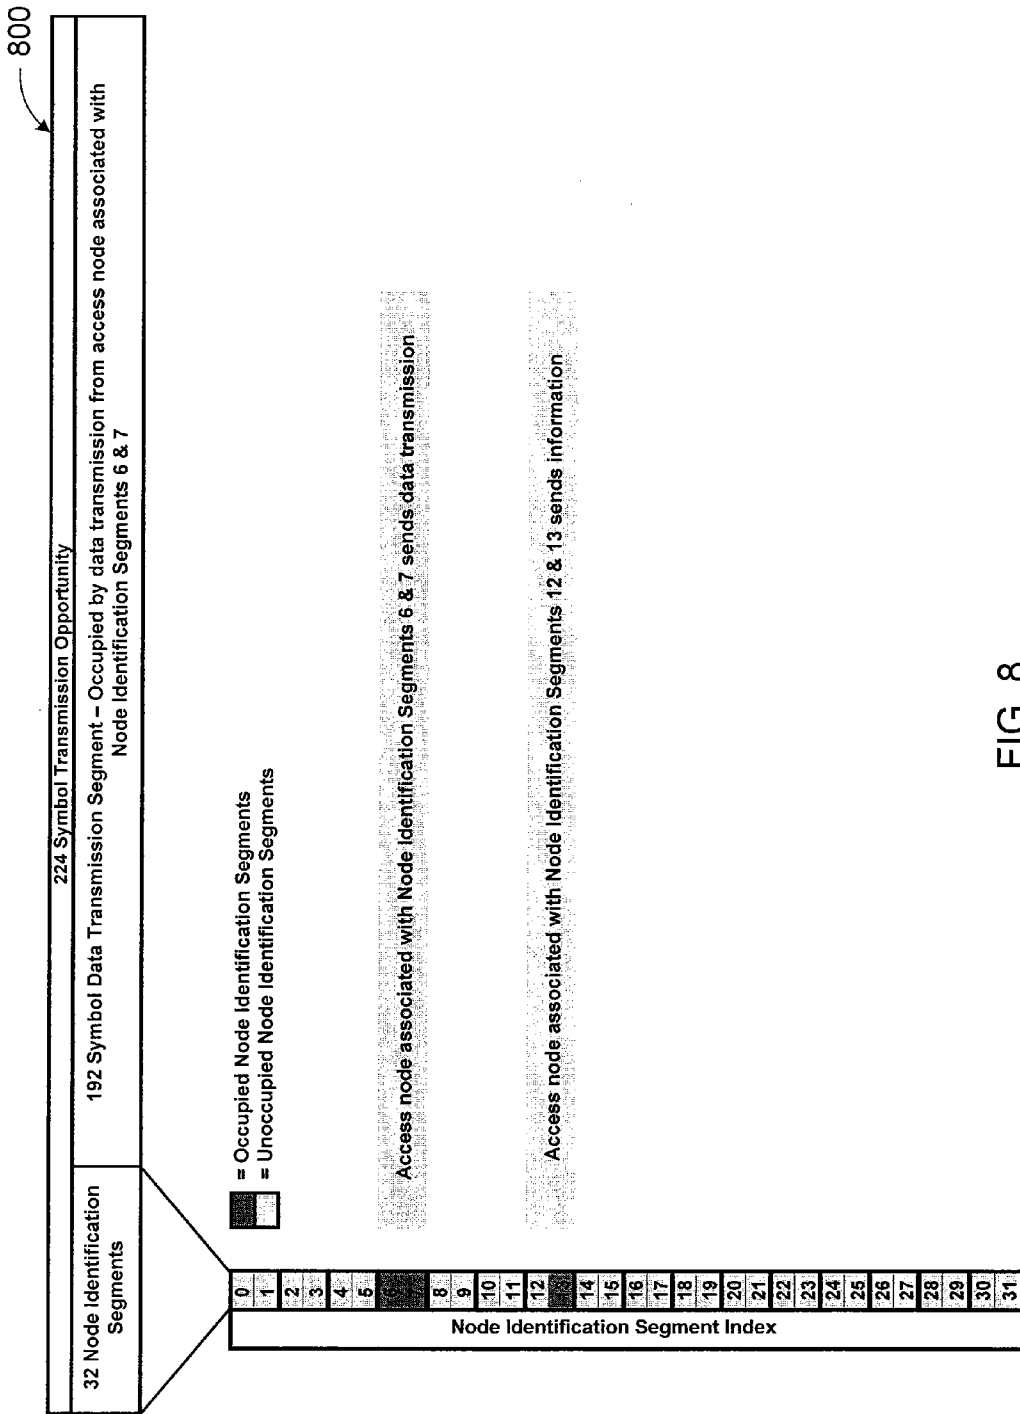 800
224 Symbol Transmission Opportunity
32 Node Identification
Segments
192 Symbol Data Transmission Segment – Occupied by data transmission from access node associated with
Node Identification Segments 6 & 7
= Occupied Node Identification Segments
= Unoccupied Node Identification Segments
Node Identification Segment Index
0
1
2
3
4
5
Access node associated with Node Identification Segments 6 & 7 sends data transmission
8
9
10
11
12
13
Access node associated with Node Identification Segments 12 & 13 sends information
14
15
16
17
18
19
20
21
22
23
24
25
26
27
28
29
30
31
FIG. 8